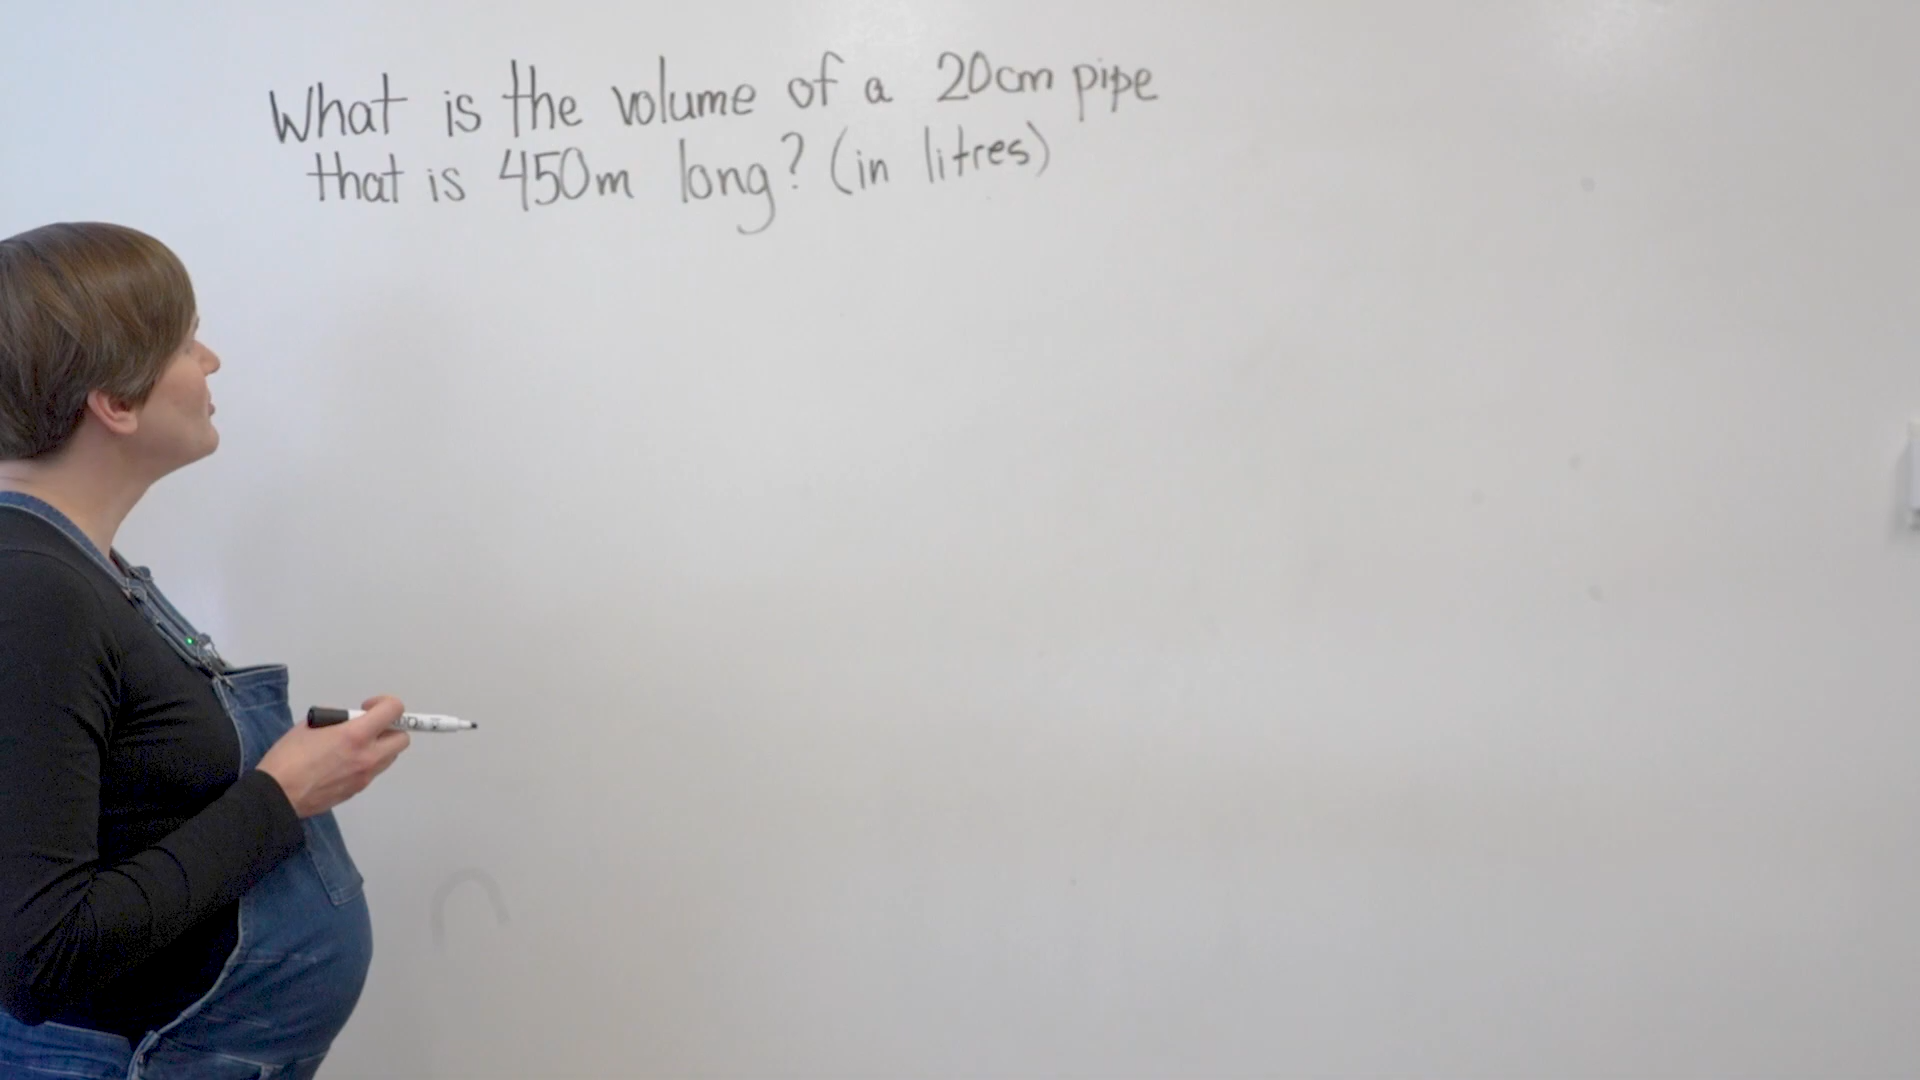 What is the volume of a 20cm pipe
that is 450m long? (in litres)